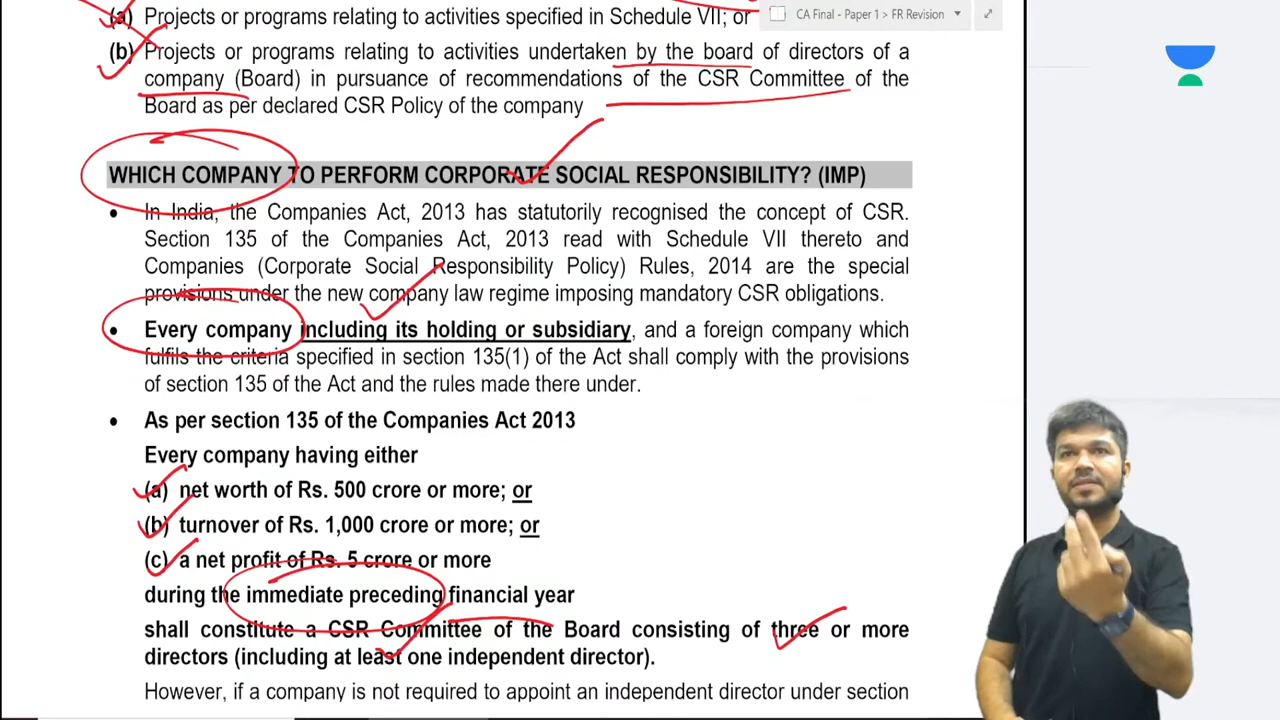 (a) Projects or programs relating to activities specified in Schedule VII; or
CA Final - Paper 1 > FR Revision
(b) Projects or programs relating to activities undertaken by the board of directors of a
company (Board) in pursuance of recommendations of the CSR Committee of the
Board as per declared CSR Policy of the company
WHICH COMPANY TO PERFORM CORPORATE SOCIAL RESPONSIBILITY? (IMP)
• In India, the Companies Act, 2013 has statutorily recognised the concept of CSR.
Section 135 of the Companies Act, 2013 read with Schedule VII thereto and
Companies (Corporate Social Responsibility Policy) Rules, 2014 are the special
provisions under the new company law regime imposing mandatory CSR obligations.
• Every company including its holding or subsidiary, and a foreign company which
fulfils the criteria specified in section 135(1) of the Act shall comply with the provisions
of section 135 of the Act and the rules made there under.
• As per section 135 of the Companies Act 2013
Every company having either
(a) net worth of Rs. 500 crore or more; or
(b) turnover of Rs. 1,000 crore or more; or
(c) a net profit of Rs. 5 crore or more
during the immediate preceding financial year
shall constitute a CSR Committee of the Board consisting of three or more
directors (including at least one independent director).
However, if a company is not required to appoint an independent director under section